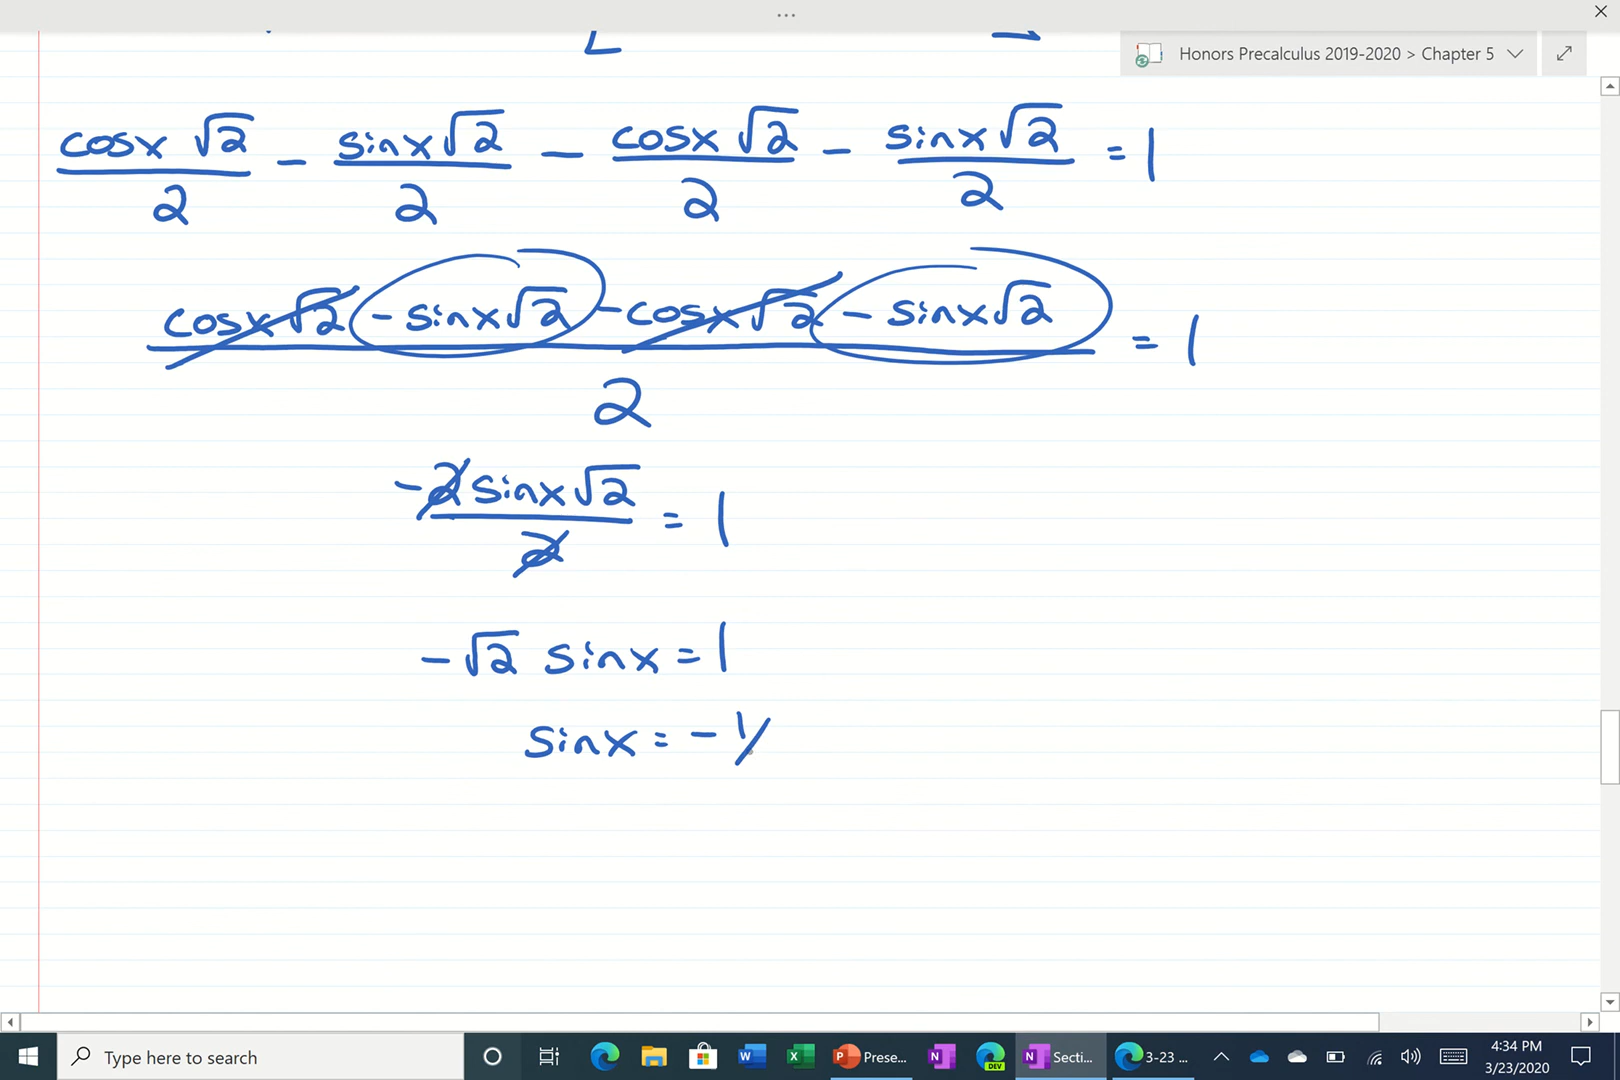 Honors Precalculus 2019-2020 > Chapter 5
cosx √2/2 - sinx√2/2 - cosx √2/2 - sinx√2/2 = 1
cosx√2 - sinx√2 - cosx√2 - sinx√2 / 2 = 1
-2sinx√2/2 = 1
-√2 sinx = 1
sinx = - 1/
Type here to search
Prese...
DEV
Secti...
3-23 ...
4:34 PM
3/23/2020